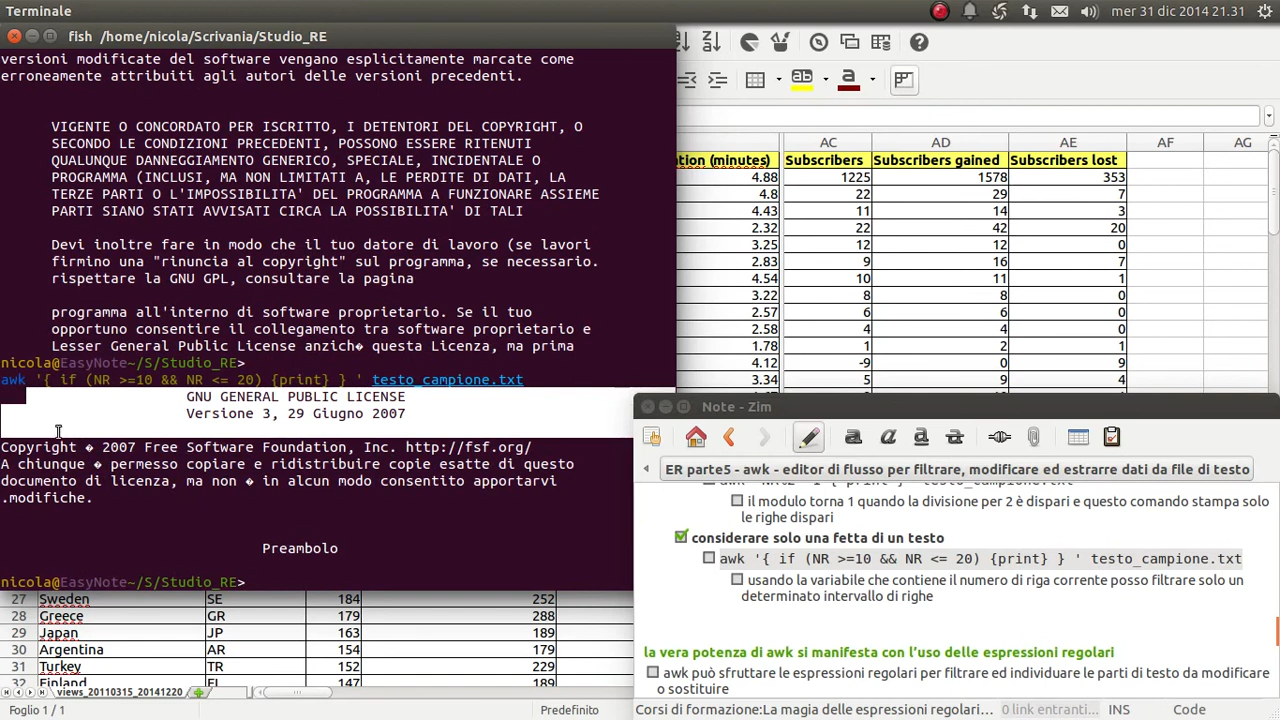 Terminale
mer 31 dic 2014 21.31
fish /home/nicola/Scrivania/Studio_RE
versioni modificate del software vengano esplicitamente marcate come
erroneamente attribuiti agli autori delle versioni precedenti.
VIGENTE O CONCORDATO PER ISCRITTO, I DETENTORI DEL COPYRIGHT, O
SECONDO LE CONDIZIONI PRECEDENTI, POSSONO ESSERE RITENUTI
QUALUNQUE DANNEGGIAMENTO GENERICO, SPECIALE, INCIDENTALE O
PROGRAMMA (INCLUSI, MA NON LIMITATI A, LE PERDITE DI DATI, LA
TERZE PARTI O L'IMPOSSIBILITA' DEL PROGRAMMA A FUNZIONARE ASSIEME
PARTI SIANO STATI AVVISATI CIRCA LA POSSIBILITA' DI TALI
Devi inoltre fare in modo che il tuo datore di lavoro (se lavori
firmino una "rinuncia al copyright" sul programma, se necessario.
rispettare la GNU GPL, consultare la pagina
programma all'interno di software proprietario. Se il tuo
opportuno consentire il collegamento tra software proprietario e
Lesser General Public License anzich� questa Licenza, ma prima
nicola@EasyNote~/S/Studio_RE>
awk '{ if (NR >=10 && NR <= 20) {print} } ' testo_campione.txt
GNU GENERAL PUBLIC LICENSE
Versione 3, 29 Giugno 2007
Copyright � 2007 Free Software Foundation, Inc. http://fsf.org/
A chiunque � permesso copiare e ridistribuire copie esatte di questo
documento di licenza, ma non � in alcun modo consentito apportarvi
.modifiche.
Preambolo
nicola@EasyNote~/S/Studio_RE>
AC AD AE AF AG
tion (minutes) Subscribers Subscribers gained Subscribers lost
4.88 1225 1578 353
4.8 22 29 7
4.43 11 14 3
2.32 22 42 20
3.25 12 12 0
2.83 9 16 7
4.54 10 11 1
3.22 8 8 0
2.57 6 6 0
2.58 4 4 0
1.78 1 2 1
4.12 -9 0 9
3.34 5 9 4
27 Sweden SE 184 252
28 Greece GR 179 288
29 Japan JP 163 189
30 Argentina AR 154 179
31 Turkey TR 152 229
32 Finland FI 147 189
views_20110315_20141220
Foglio 1 / 1
Predefinito
Note - Zim
ER parte5 - awk - editor di flusso per filtrare, modificare ed estrarre dati da file di testo
il modulo torna 1 quando la divisione per 2 è dispari e questo comando stampa solo
le righe dispari
considerare solo una fetta di un testo
awk '{ if (NR >=10 && NR <= 20) {print} } ' testo_campione.txt
usando la variabile che contiene il numero di riga corrente posso filtrare solo un
determinato intervallo di righe
la vera potenza di awk si manifesta con l'uso delle espressioni regolari
awk può sfruttare le espressioni regolari per filtrare ed individuare le parti di testo da modificare
o sostituire
Corsi di formazione:La magia delle espressioni regolari...
0 link entranti...
INS
Code